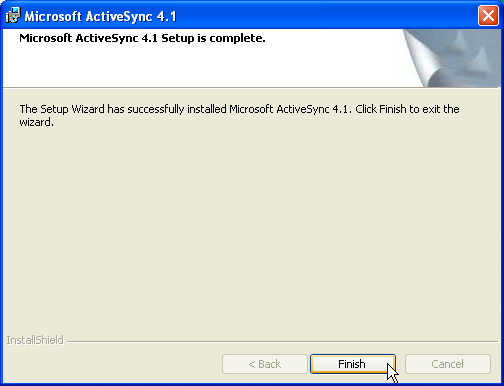 Microsoft ActiveSync 4.1
Microsoft ActiveSync 4.1 Setup is complete.
The Setup Wizard has successfully installed Microsoft ActiveSync 4.1. Click Finish to exit the
wizard.
InstallShield
< Back
Finish
Cancel